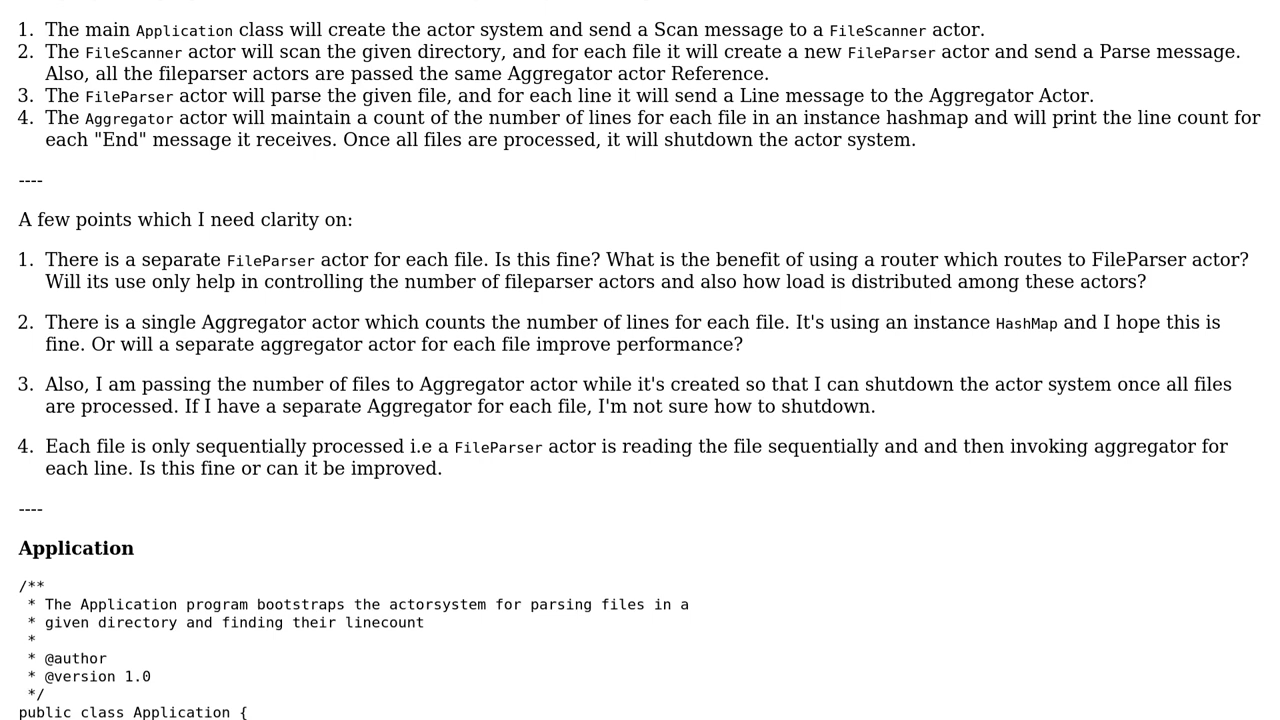 1. The main Application class will create the actor system and send a Scan message to a FileScanner actor.
2. The FileScanner actor will scan the given directory, and for each file it will create a new FileParser actor and send a Parse message.
Also, all the fileparser actors are passed the same Aggregator actor Reference.
3. The FileParser actor will parse the given file, and for each line it will send a Line message to the Aggregator Actor.
4. The Aggregator actor will maintain a count of the number of lines for each file in an instance hashmap and will print the line count for
each "End" message it receives. Once all files are processed, it will shutdown the actor system.
----
A few points which I need clarity on:
1. There is a separate FileParser actor for each file. Is this fine? What is the benefit of using a router which routes to FileParser actor?
Will its use only help in controlling the number of fileparser actors and also how load is distributed among these actors?
2. There is a single Aggregator actor which counts the number of lines for each file. It's using an instance HashMap and I hope this is
fine. Or will a separate aggregator actor for each file improve performance?
3. Also, I am passing the number of files to Aggregator actor while it's created so that I can shutdown the actor system once all files
are processed. If I have a separate Aggregator for each file, I'm not sure how to shutdown.
4. Each file is only sequentially processed i.e a FileParser actor is reading the file sequentially and and then invoking aggregator for
each line. Is this fine or can it be improved.
----
Application
/**
 * The Application program bootstraps the actorsystem for parsing files in a
 * given directory and finding their linecount
 *
 * @author
 * @version 1.0
 */
public class Application {